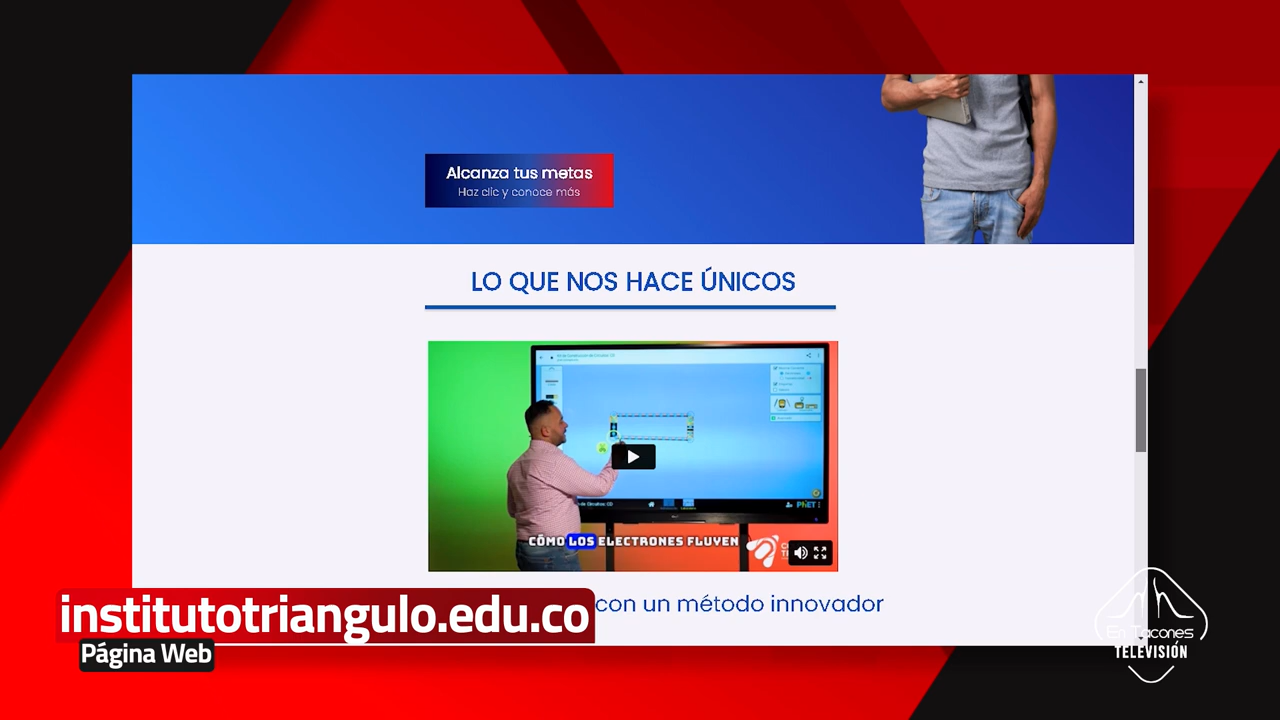 Alcanza tus metas
Haz clic y conoce más
LO QUE NOS HACE ÚNICOS
PhET
CÓMO LOS ELECTRONES FLUYEN
con un método innovador
institutotriangulo.edu.co
Página Web
En Tacones
TELEVISIÓN